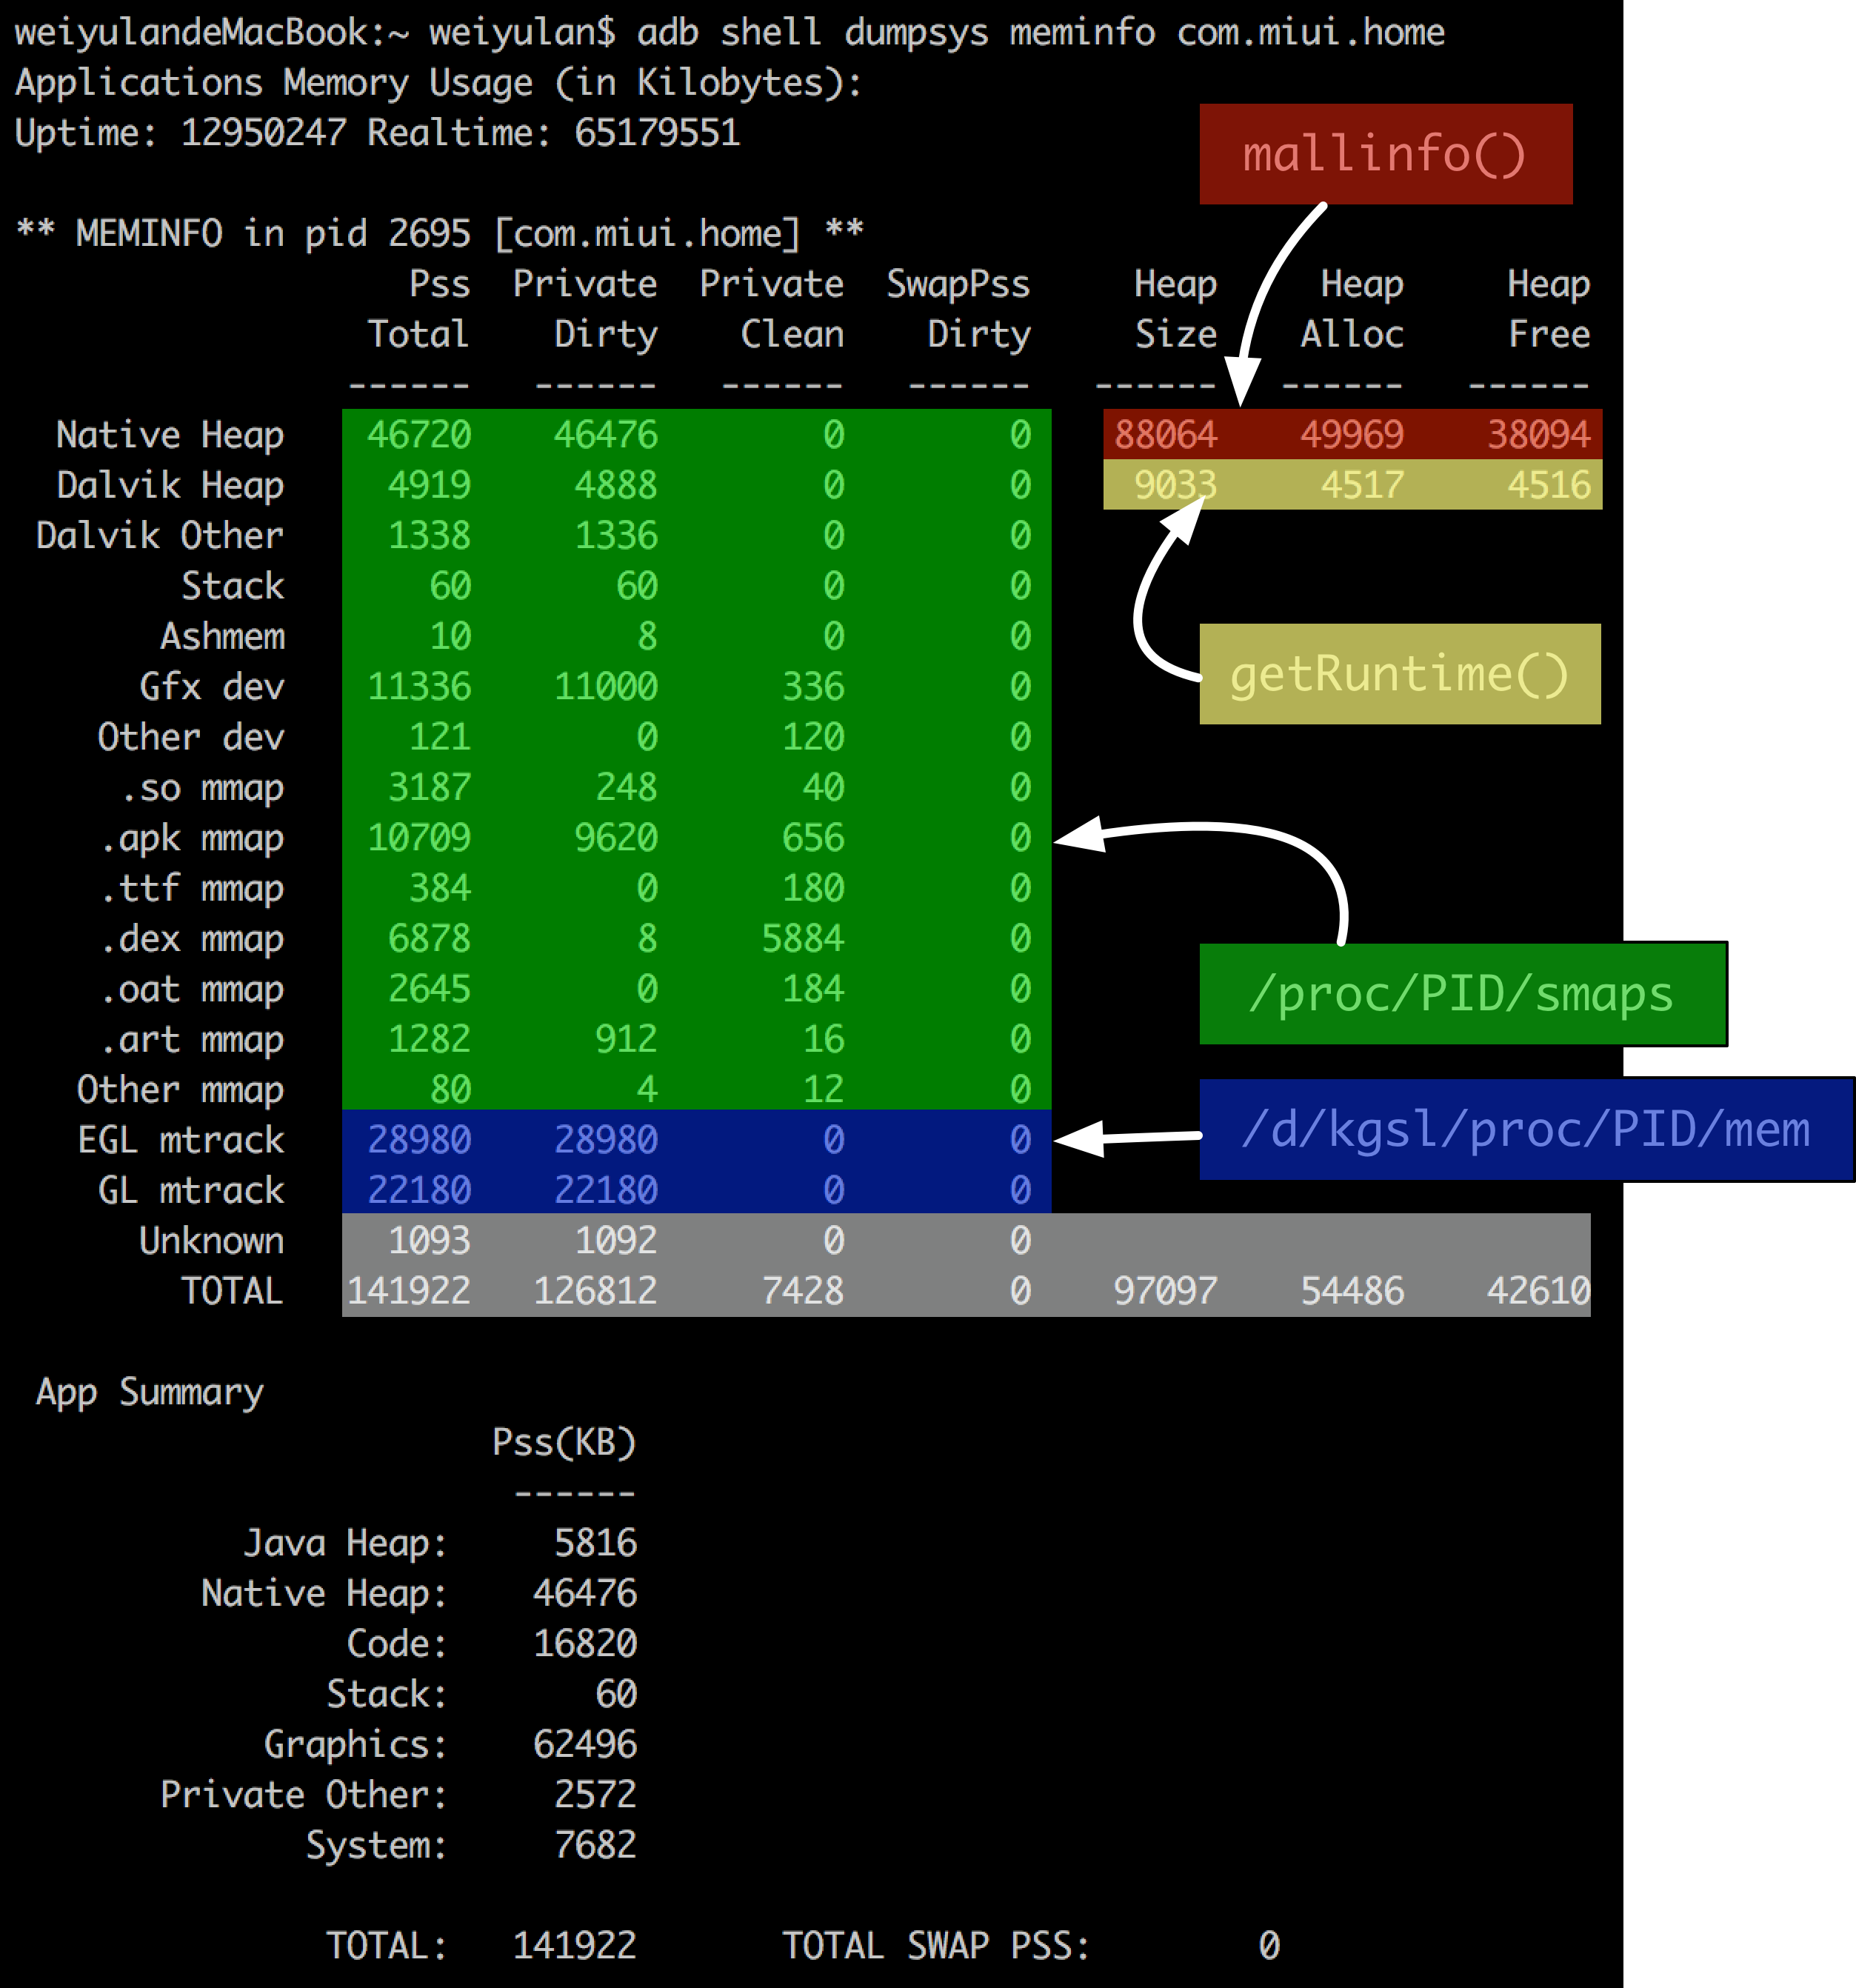 weiyulandeMacBook:~ weiyulan$ adb shell dumpsys meminfo com.miui.home
Applications Memory Usage (in Kilobytes):
Uptime: 12950247 Realtime: 65179551
mallinfo()
** MEMINFO in pid 2695 [com.miui.home] **
Pss Private Private SwapPss Heap Heap Heap
Total Dirty Clean Dirty Size Alloc Free
------ ------ ------ ------ ------ ------ ------
Native Heap 46720 46476 0 0 88064 49969 38094
Dalvik Heap 4919 4888 0 0 9033 4517 4516
Dalvik Other 1338 1336 0 0
Stack 60 60 0 0
Ashmem 10 8 0 0
Gfx dev 11336 11000 336 0
getRuntime()
Other dev 121 0 120 0
.so mmap 3187 248 40 0
.apk mmap 10709 9620 656 0
.ttf mmap 384 0 180 0
.dex mmap 6878 8 5884 0
.oat mmap 2645 0 184 0
/proc/PID/smaps
.art mmap 1282 912 16 0
Other mmap 80 4 12 0
EGL mtrack 28980 28980 0 0
/d/kgsl/proc/PID/mem
GL mtrack 22180 22180 0 0
Unknown 1093 1092 0 0
TOTAL 141922 126812 7428 0 97097 54486 42610
App Summary
Pss(KB)
------
Java Heap: 5816
Native Heap: 46476
Code: 16820
Stack: 60
Graphics: 62496
Private Other: 2572
System: 7682
TOTAL: 141922 TOTAL SWAP PSS: 0